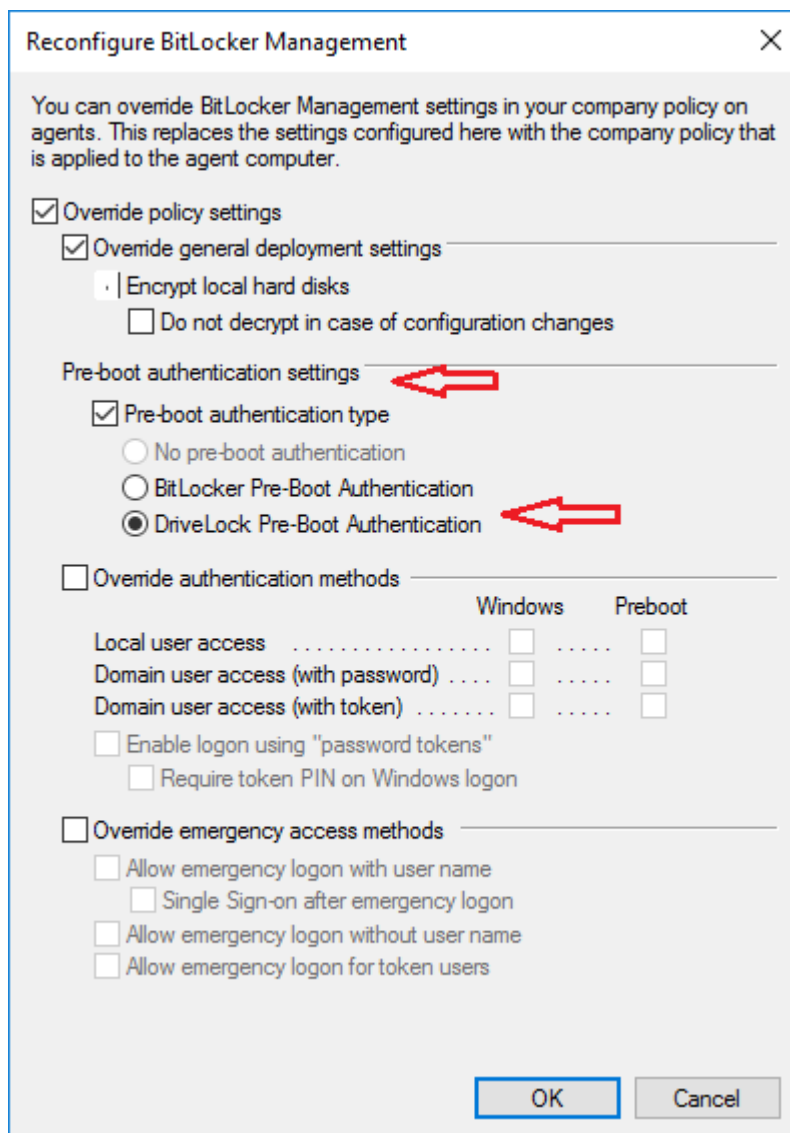 Reconfigure BitLocker Management
You can override BitLocker Management settings in your company policy on
agents. This replaces the settings configured here with the company policy that
is applied to the agent computer.
Override policy settings
Override general deployment settings
Encrypt local hard disks
Do not decrypt in case of configuration changes
Pre-boot authentication settings
Pre-boot authentication type
No pre-boot authentication
BitLocker Pre-Boot Authentication
DriveLock Pre-Boot Authentication
Override authentication methods
Windows Preboot
Local user access . . . . . . . . . . . . . . . . . . . . . .
Domain user access (with password) . . . . . . . . .
Domain user access (with token) . . . . . . . . . . . .
Enable logon using "password tokens"
Require token PIN on Windows logon
Override emergency access methods
Allow emergency logon with user name
Single Sign-on after emergency logon
Allow emergency logon without user name
Allow emergency logon for token users
OK Cancel